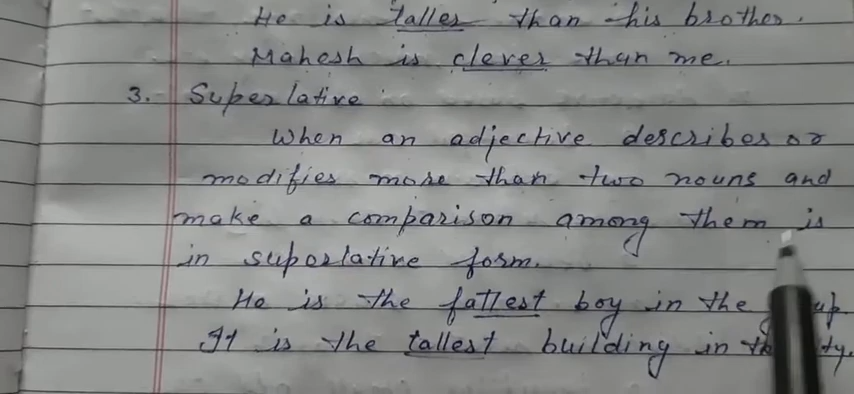 He is taller than his brother.
Mahesh is clever than me.
3. Superlative
When an adjective describes or
modifies more than two nouns and
make a comparison among them is
in superlative form.
He is the fattest boy in the
It is the tallest building in